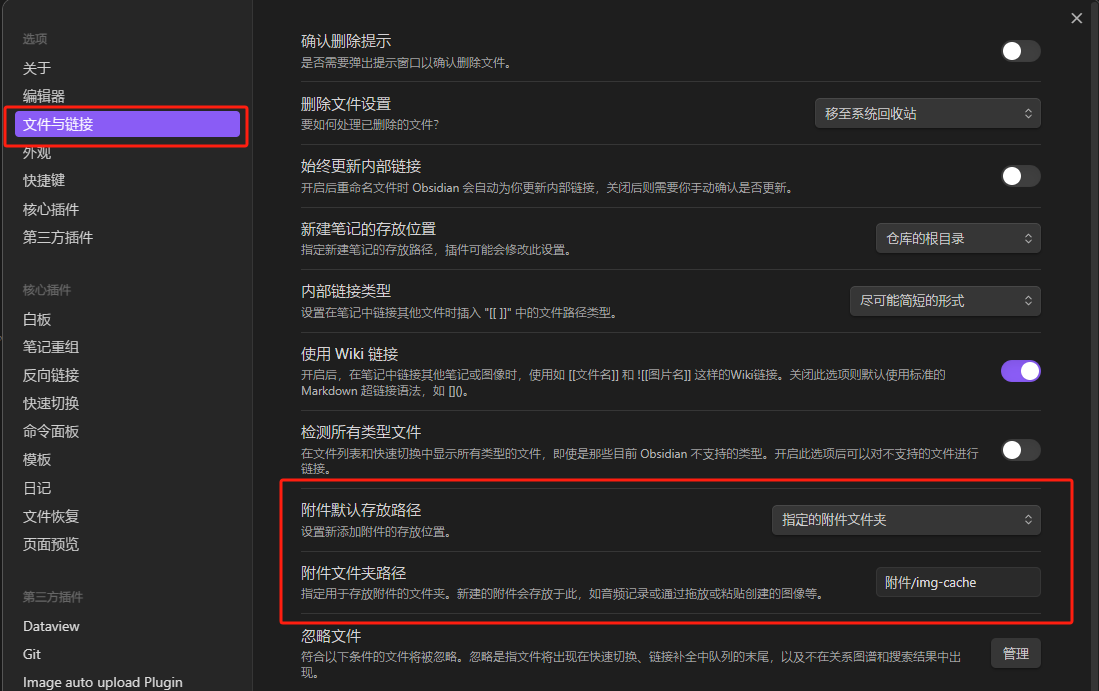 选项
关于
编辑器
文件与链接
外观
快捷键
核心插件
第三方插件
核心插件
白板
笔记重组
反向链接
快速切换
命令面板
模板
日记
文件恢复
页面预览
第三方插件
Dataview
Git
Image auto upload Plugin
确认删除提示
是否需要弹出提示窗口以确认删除文件。
删除文件设置
要如何处理已删除的文件?
移至系统回收站
始终更新内部链接
开启后重命名文件时 Obsidian 会自动为你更新内部链接，关闭后则需要你手动确认是否更新。
新建笔记的存放位置
指定新建笔记的存放路径，插件可能会修改此设置。
仓库的根目录
内部链接类型
设置在笔记中链接其他文件时插入 "[[ ]]" 中的文件路径类型。
尽可能简短的形式
使用 Wiki 链接
开启后，在笔记中链接其他笔记或图像时，使用如 [[文件名]] 和 ![[图片名]] 这样的Wiki链接。关闭此选项则默认使用标准的
Markdown 超链接语法，如 []()。
检测所有类型文件
在文件列表和快速切换中显示所有类型的文件，即使是那些目前 Obsidian 不支持的类型。开启此选项后可以对不支持的文件进行
链接。
附件默认存放路径
设置新添加附件的存放位置。
指定的附件文件夹
附件文件夹路径
指定用于存放附件的文件夹。新建的附件会存放于此，如音频记录或通过拖放或粘贴创建的图像等。
附件/img-cache
忽略文件
符合以下条件的文件将被忽略。忽略是指文件将出现在快速切换、链接补全中队列的末尾，以及不在关系图谱和搜索结果中出
现。
管理